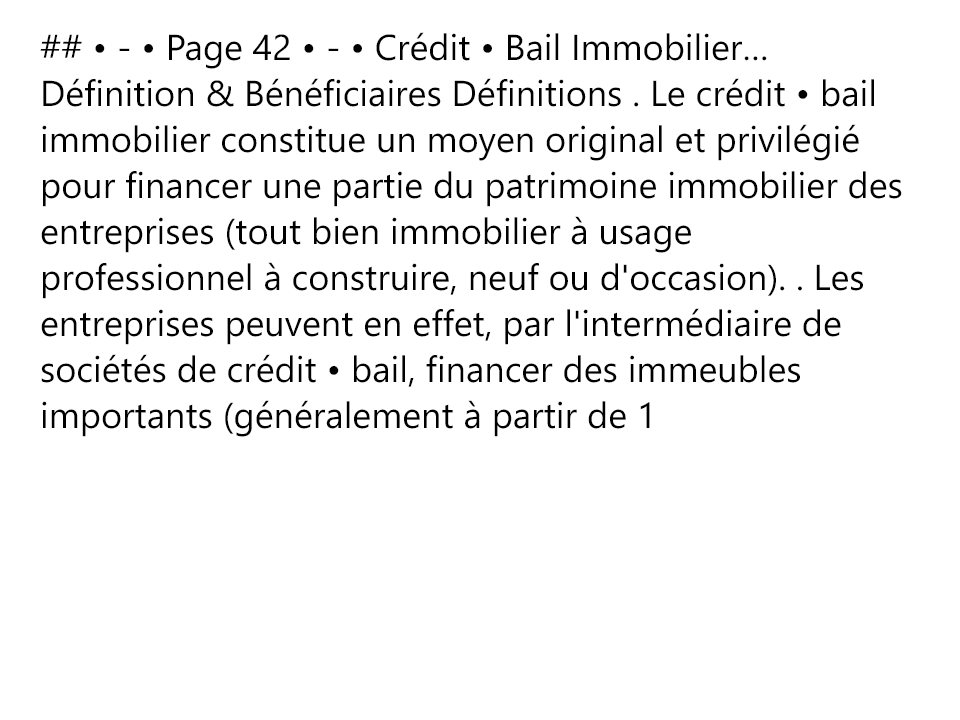 ## • - • Page 42 • - • Crédit • Bail Immobilier...
Définition & Bénéficiaires Définitions . Le crédit • bail
immobilier constitue un moyen original et privilégié
pour financer une partie du patrimoine immobilier des
entreprises (tout bien immobilier à usage
professionnel à construire, neuf ou d'occasion). . Les
entreprises peuvent en effet, par l'intermédiaire de
sociétés de crédit • bail, financer des immeubles
importants (généralement à partir de 1